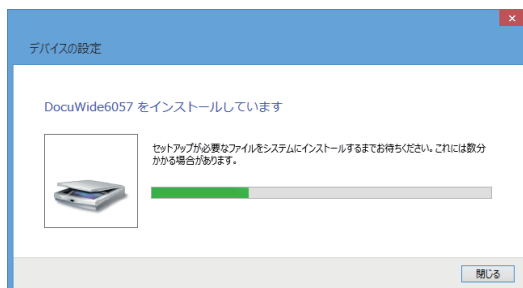 デバイスの設定
DocuWide6057 をインストールしています
セットアップが必要なファイルをシステムにインストールするまでお待ちください。これには数分
かかる場合があります。
閉じる